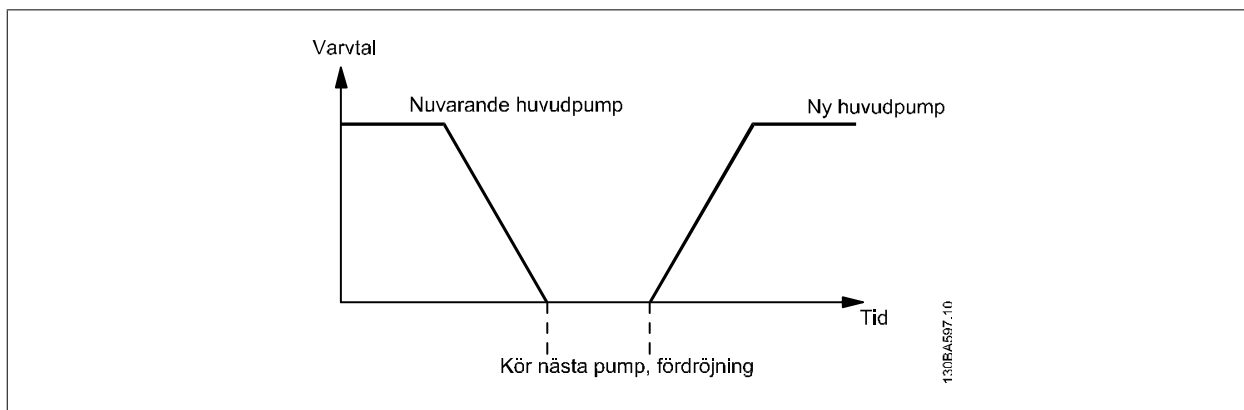 Varvtal
Nuvarande huvudpump
Ny huvudpump
Tid
Kör nästa pump, fördröjning
130BA597.10